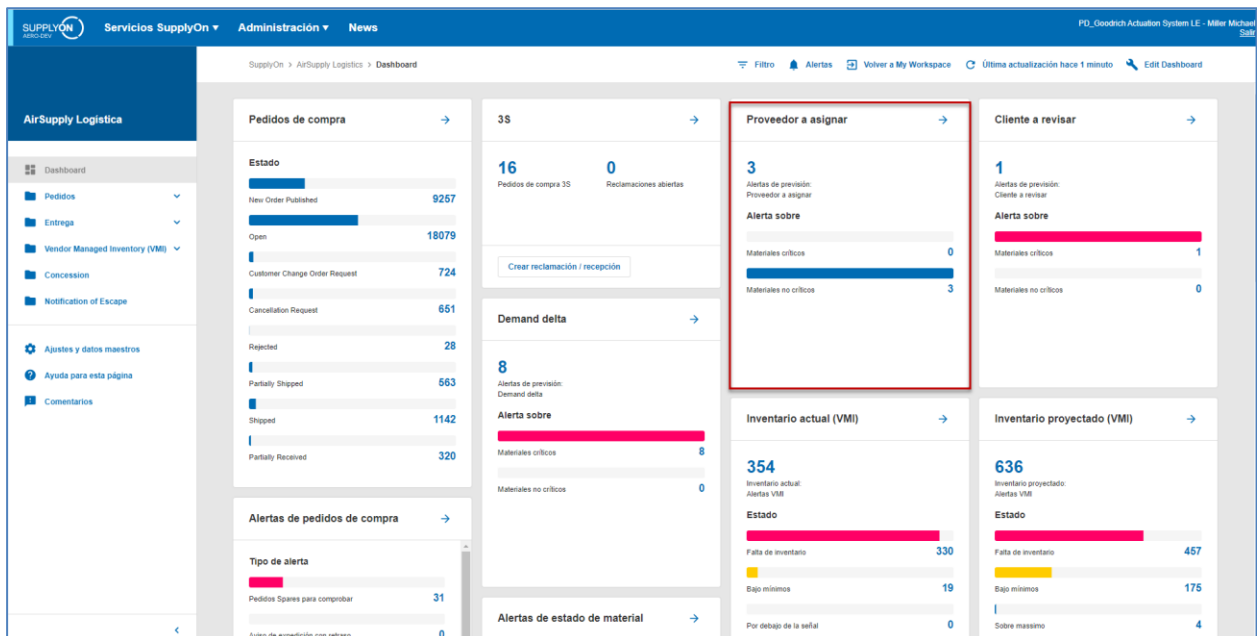 SUPPLYON
AERO-DEV
Servicios SupplyOn ▾ Administración ▾ News
PD_Goodrich Actuation System LE - Miller Michael
Salir
SupplyOn > AirSupply Logistics > Dashboard
Filtro Alertas Volver a My Workspace Última actualización hace 1 minuto Edit Dashboard
AirSupply Logistica
Dashboard
Pedidos
Entrega
Vendor Managed Inventory (VMI)
Concession
Notification of Escape
Ajustes y datos maestros
Ayuda para esta página
Comentarios
Pedidos de compra →
Estado
New Order Published 9257
Open 18079
Customer Change Order Request 724
Cancellation Request 651
Rejected 28
Partially Shipped 563
Shipped 1142
Partially Received 320
Alertas de pedidos de compra →
Tipo de alerta
Pedidos Spares para comprobar 31
Aviso de expedición con retraso 0
3S →
16 0
Pedidos de compra 3S Reclamaciones abiertas
Crear reclamación / recepción
Demand delta →
8
Alertas de previsión:
Demand delta
Alerta sobre
Materiales críticos 8
Materiales no críticos 0
Alertas de estado de material →
Proveedor a asignar →
3
Alertas de previsión:
Proveedor a asignar
Alerta sobre
Materiales críticos 0
Materiales no críticos 3
Inventario actual (VMI) →
354
Inventario actual:
Alertas VMI
Estado
Falta de inventario 330
Bajo mínimos 19
Por debajo de la señal 0
Cliente a revisar →
1
Alertas de previsión:
Cliente a revisar
Alerta sobre
Materiales críticos 1
Materiales no críticos 0
Inventario proyectado (VMI) →
636
Inventario proyectado:
Alertas VMI
Estado
Falta de inventario 457
Bajo mínimos 175
Sobre massimo 4